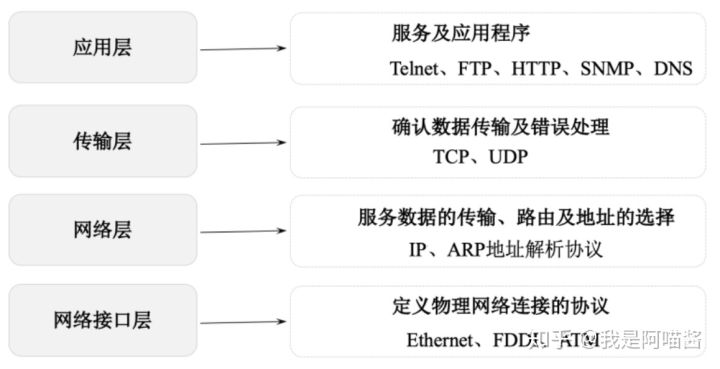 应用层
服务及应用程序
Telnet、FTP、HTTP、SNMP、DNS
传输层
确认数据传输及错误处理
TCP、UDP
网络层
服务数据的传输、路由及地址的选择
IP、ARP地址解析协议
网络接口层
定义物理网络连接的协议
Ethernet、FDDI、ATM
知乎 @我是阿喵酱